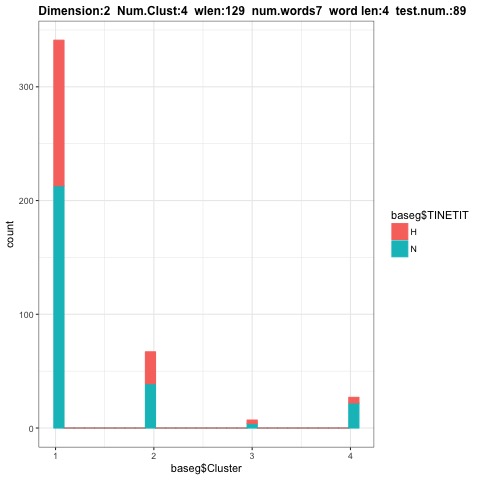 Dimension:2 Num.Clust:4 wlen:129 num.words7 word len:4 test.num.:89
300
200
100
0
count
1 2 3 4
baseg$Cluster
baseg$TINETIT
H
N